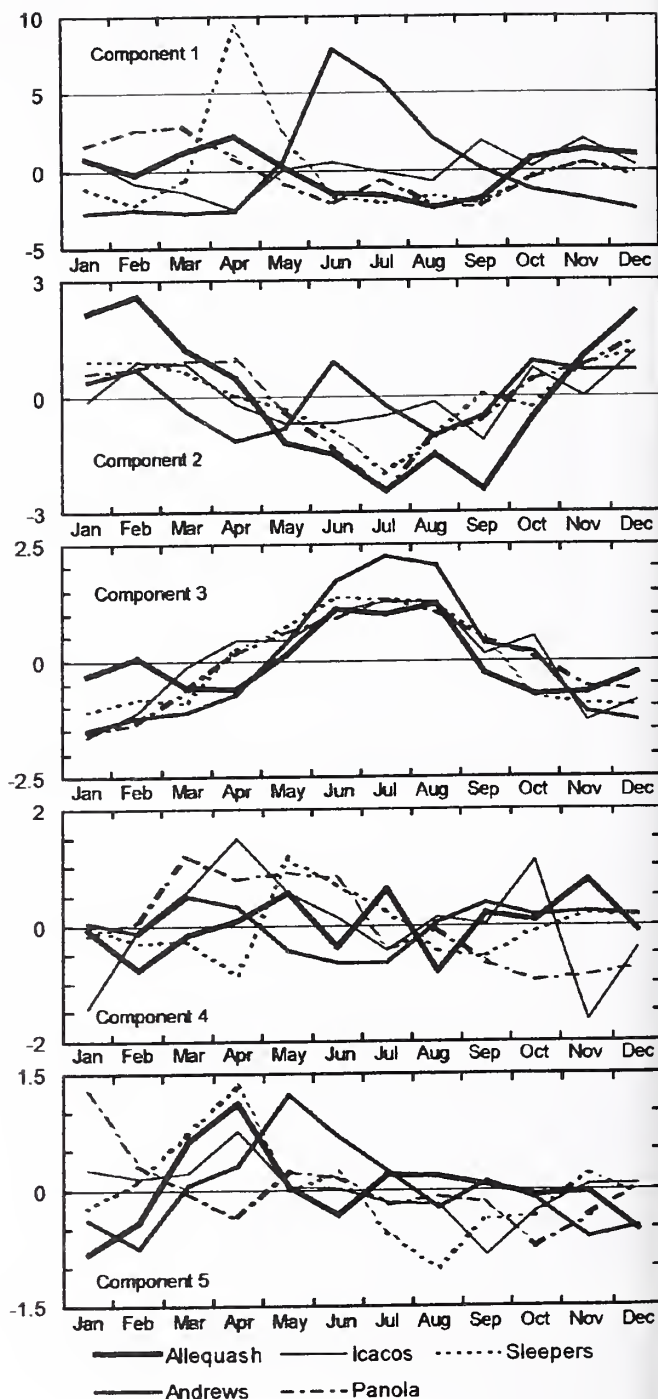 10
Component 1
5
0
-5
Jan Feb Mar Apr May Jun Jul Aug Sep Oct Nov Dec
3
0
Component 2
-3
Jan Feb Mar Apr May Jun Jul Aug Sep Oct Nov Dec
2.5
Component 3
0
-2.5
Jan Feb Mar Apr May Jun Jul Aug Sep Oct Nov Dec
2
0
Component 4
-2
Jan Feb Mar Apr May Jun Jul Aug Sep Oct Nov Dec
1.5
0
Component 5
-1.5
Jan Feb Mar Apr May Jun Jul Aug Sep Oct Nov Dec
Allequash Icacos Sleepers
Andrews Panola